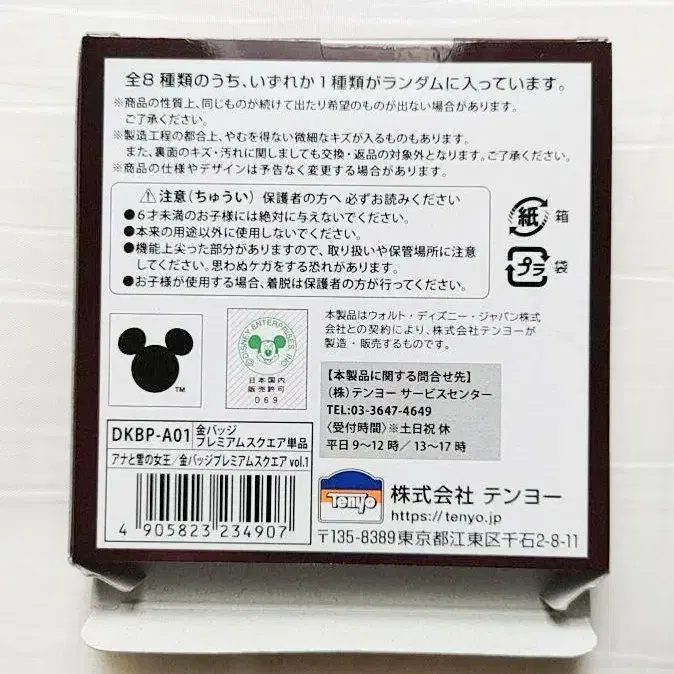 全8種類のうち、いずれか1種類がランダムに入っています。
※商品の性質上、同じものが続けて出たり希望のものが出ない場合があります。
ご了承ください。
※製造工程の都合上、やむを得ない微細なキズが入るものもあります。
また、裏面のキズ・汚れに関しましても交換・返品の対象外となります。ご了承ください。
※商品の仕様やデザインは予告なく変更する場合があります。
⚠注意(ちゅうい) 保護者の方へ 必ずお読みください
●6才未満のお子様には絶対に与えないでください。
●本来の用途以外に使用しないでください。
●機能上尖った部分がありますので、取り扱いや保管場所に注意
してください。思わぬケガをする恐れがあります。
●お子様が使用する場合、着脱は保護者の方が行ってください。
紙 箱
プラ 袋
TM
©DISNEY ENTERPRISES, INC
日本国内
販売許可
069
本製品はウォルト・ディズニー・ジャパン株式
会社との契約により、株式会社テンヨーが
製造・販売するものです。
【本製品に関する問合せ先】
(株)テンヨー サービスセンター
TEL:03-3647-4649
〈受付時間〉※土日祝 休
平日 9~12時/13~17時
DKBP-A01 金バッジ
プレミアムスクエア単品
アナと雪の女王/金バッジプレミアムスクエア vol.1
4 905823 234907
Tenyo
株式会社 テンヨー
https://tenyo.jp
〒135-8389東京都江東区千石2-8-11